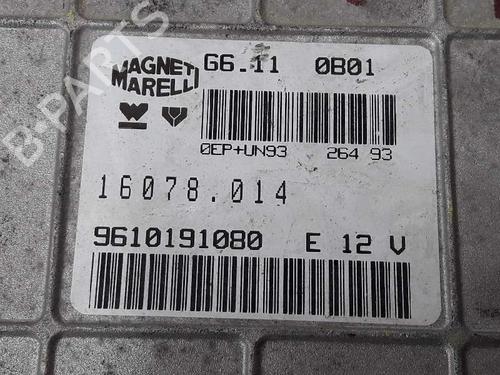 MAGNETI MARELLI G6.11 0B01
0EP+UN93 264 93
16078.014
9610191080 E 12 V
B-PARTS